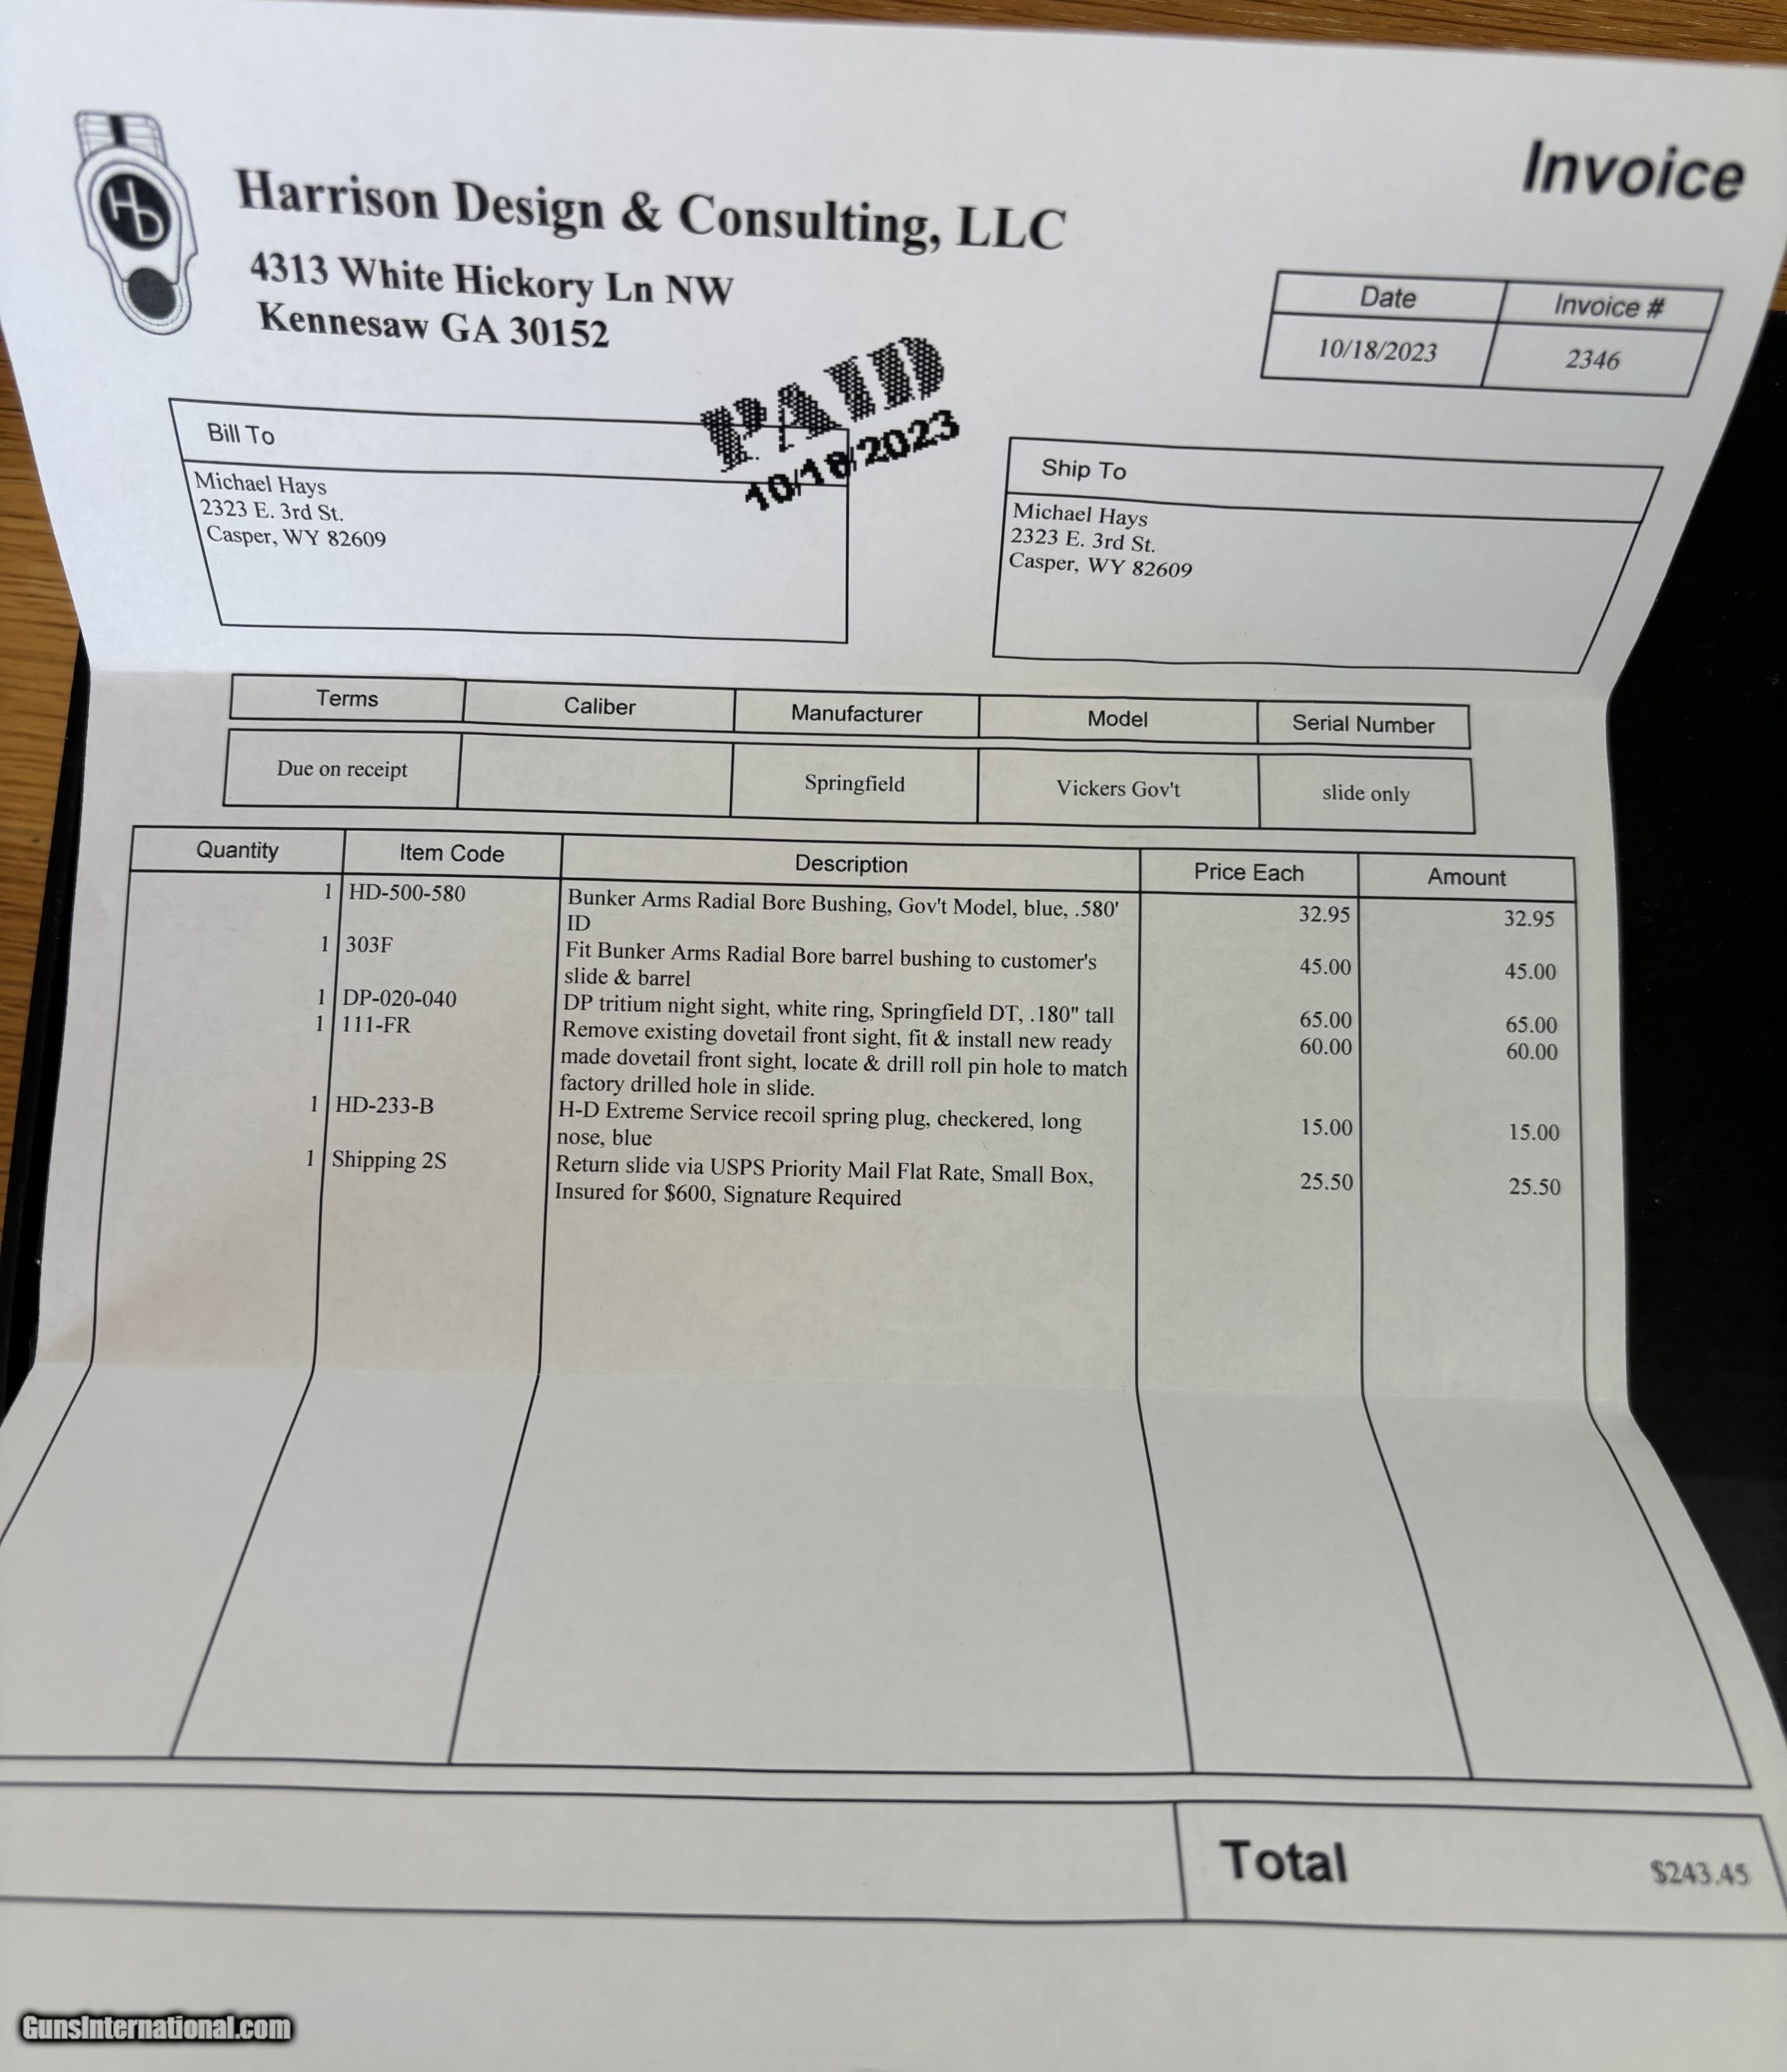 Invoice
HD
Harrison Design & Consulting, LLC
4313 White Hickory Ln NW
Kennesaw GA 30152
Date Invoice #
10/18/2023 2346
PAID
10/18/2023
Bill To
Michael Hays
2323 E. 3rd St.
Casper, WY 82609
Ship To
Michael Hays
2323 E. 3rd St.
Casper, WY 82609
Terms Caliber Manufacturer Model Serial Number
Due on receipt Springfield Vickers Gov't slide only
Quantity Item Code Description Price Each Amount
1 HD-500-580 Bunker Arms Radial Bore Bushing, Gov't Model, blue, .580' 32.95 32.95
ID
1 303F Fit Bunker Arms Radial Bore barrel bushing to customer's 45.00 45.00
slide & barrel
1 DP-020-040 DP tritium night sight, white ring, Springfield DT, .180" tall 65.00 65.00
1 111-FR Remove existing dovetail front sight, fit & install new ready 60.00 60.00
made dovetail front sight, locate & drill roll pin hole to match
factory drilled hole in slide.
1 HD-233-B H-D Extreme Service recoil spring plug, checkered, long 15.00 15.00
nose, blue
1 Shipping 2S Return slide via USPS Priority Mail Flat Rate, Small Box, 25.50 25.50
Insured for $600, Signature Required
Total $243.45
GunsInternational.com